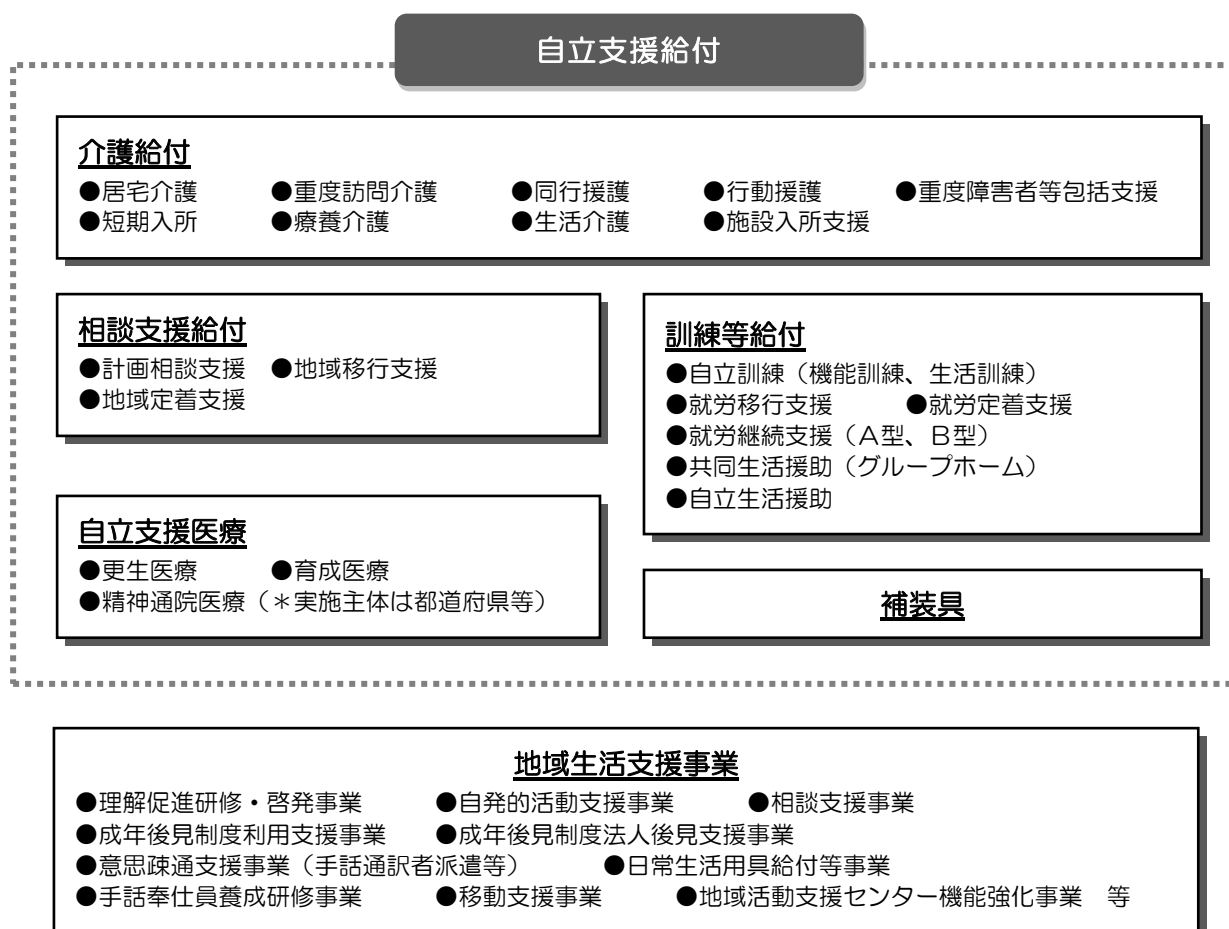 自立支援給付
介護給付
●居宅介護 ●重度訪問介護 ●同行援護 ●行動援護 ●重度障害者等包括支援
●短期入所 ●療養介護 ●生活介護 ●施設入所支援
相談支援給付
●計画相談支援 ●地域移行支援
●地域定着支援
訓練等給付
●自立訓練（機能訓練、生活訓練）
●就労移行支援 ●就労定着支援
●就労継続支援（Ａ型、Ｂ型）
●共同生活援助（グループホーム）
●自立生活援助
自立支援医療
●更生医療 ●育成医療
●精神通院医療（＊実施主体は都道府県等）
補装具
地域生活支援事業
●理解促進研修・啓発事業 ●自発的活動支援事業 ●相談支援事業
●成年後見制度利用支援事業 ●成年後見制度法人後見支援事業
●意思疎通支援事業（手話通訳者派遣等） ●日常生活用具給付等事業
●手話奉仕員養成研修事業 ●移動支援事業 ●地域活動支援センター機能強化事業　等